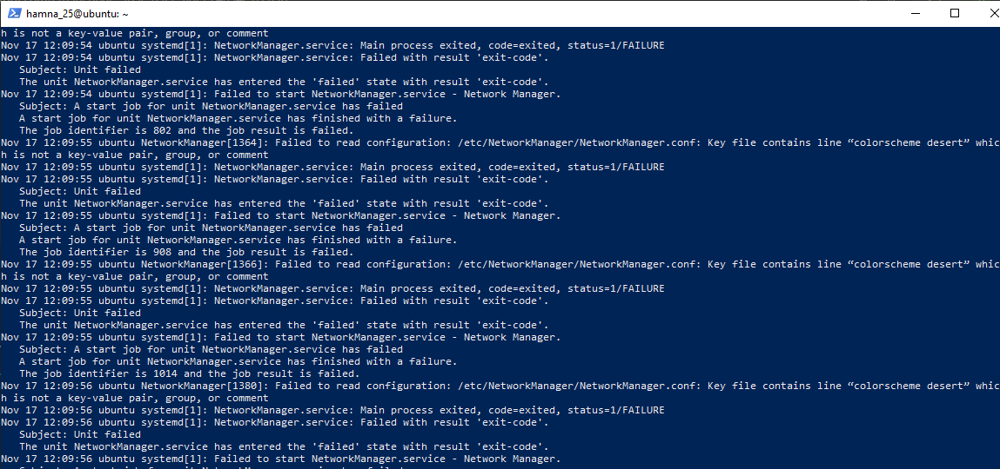 hamna_25@ubuntu: ~
h is not a key-value pair, group, or comment
Nov 17 12:09:54 ubuntu systemd[1]: NetworkManager.service: Main process exited, code=exited, status=1/FAILURE
Nov 17 12:09:54 ubuntu systemd[1]: NetworkManager.service: Failed with result 'exit-code'.
Subject: Unit failed
The unit NetworkManager.service has entered the 'failed' state with result 'exit-code'.
Nov 17 12:09:54 ubuntu systemd[1]: Failed to start NetworkManager.service - Network Manager.
Subject: A start job for unit NetworkManager.service has failed
A start job for unit NetworkManager.service has finished with a failure.
The job identifier is 802 and the job result is failed.
Nov 17 12:09:55 ubuntu NetworkManager[1364]: Failed to read configuration: /etc/NetworkManager/NetworkManager.conf: Key file contains line “colorscheme desert” whic
h is not a key-value pair, group, or comment
Nov 17 12:09:55 ubuntu systemd[1]: NetworkManager.service: Main process exited, code=exited, status=1/FAILURE
Nov 17 12:09:55 ubuntu systemd[1]: NetworkManager.service: Failed with result 'exit-code'.
Subject: Unit failed
The unit NetworkManager.service has entered the 'failed' state with result 'exit-code'.
Nov 17 12:09:55 ubuntu systemd[1]: Failed to start NetworkManager.service - Network Manager.
Subject: A start job for unit NetworkManager.service has failed
A start job for unit NetworkManager.service has finished with a failure.
The job identifier is 908 and the job result is failed.
Nov 17 12:09:55 ubuntu NetworkManager[1366]: Failed to read configuration: /etc/NetworkManager/NetworkManager.conf: Key file contains line “colorscheme desert” whic
h is not a key-value pair, group, or comment
Nov 17 12:09:55 ubuntu systemd[1]: NetworkManager.service: Main process exited, code=exited, status=1/FAILURE
Nov 17 12:09:55 ubuntu systemd[1]: NetworkManager.service: Failed with result 'exit-code'.
Subject: Unit failed
The unit NetworkManager.service has entered the 'failed' state with result 'exit-code'.
Nov 17 12:09:55 ubuntu systemd[1]: Failed to start NetworkManager.service - Network Manager.
Subject: A start job for unit NetworkManager.service has failed
A start job for unit NetworkManager.service has finished with a failure.
The job identifier is 1014 and the job result is failed.
Nov 17 12:09:56 ubuntu NetworkManager[1380]: Failed to read configuration: /etc/NetworkManager/NetworkManager.conf: Key file contains line “colorscheme desert” whic
h is not a key-value pair, group, or comment
Nov 17 12:09:56 ubuntu systemd[1]: NetworkManager.service: Main process exited, code=exited, status=1/FAILURE
Nov 17 12:09:56 ubuntu systemd[1]: NetworkManager.service: Failed with result 'exit-code'.
Subject: Unit failed
The unit NetworkManager.service has entered the 'failed' state with result 'exit-code'.
Nov 17 12:09:56 ubuntu systemd[1]: Failed to start NetworkManager.service - Network Manager.